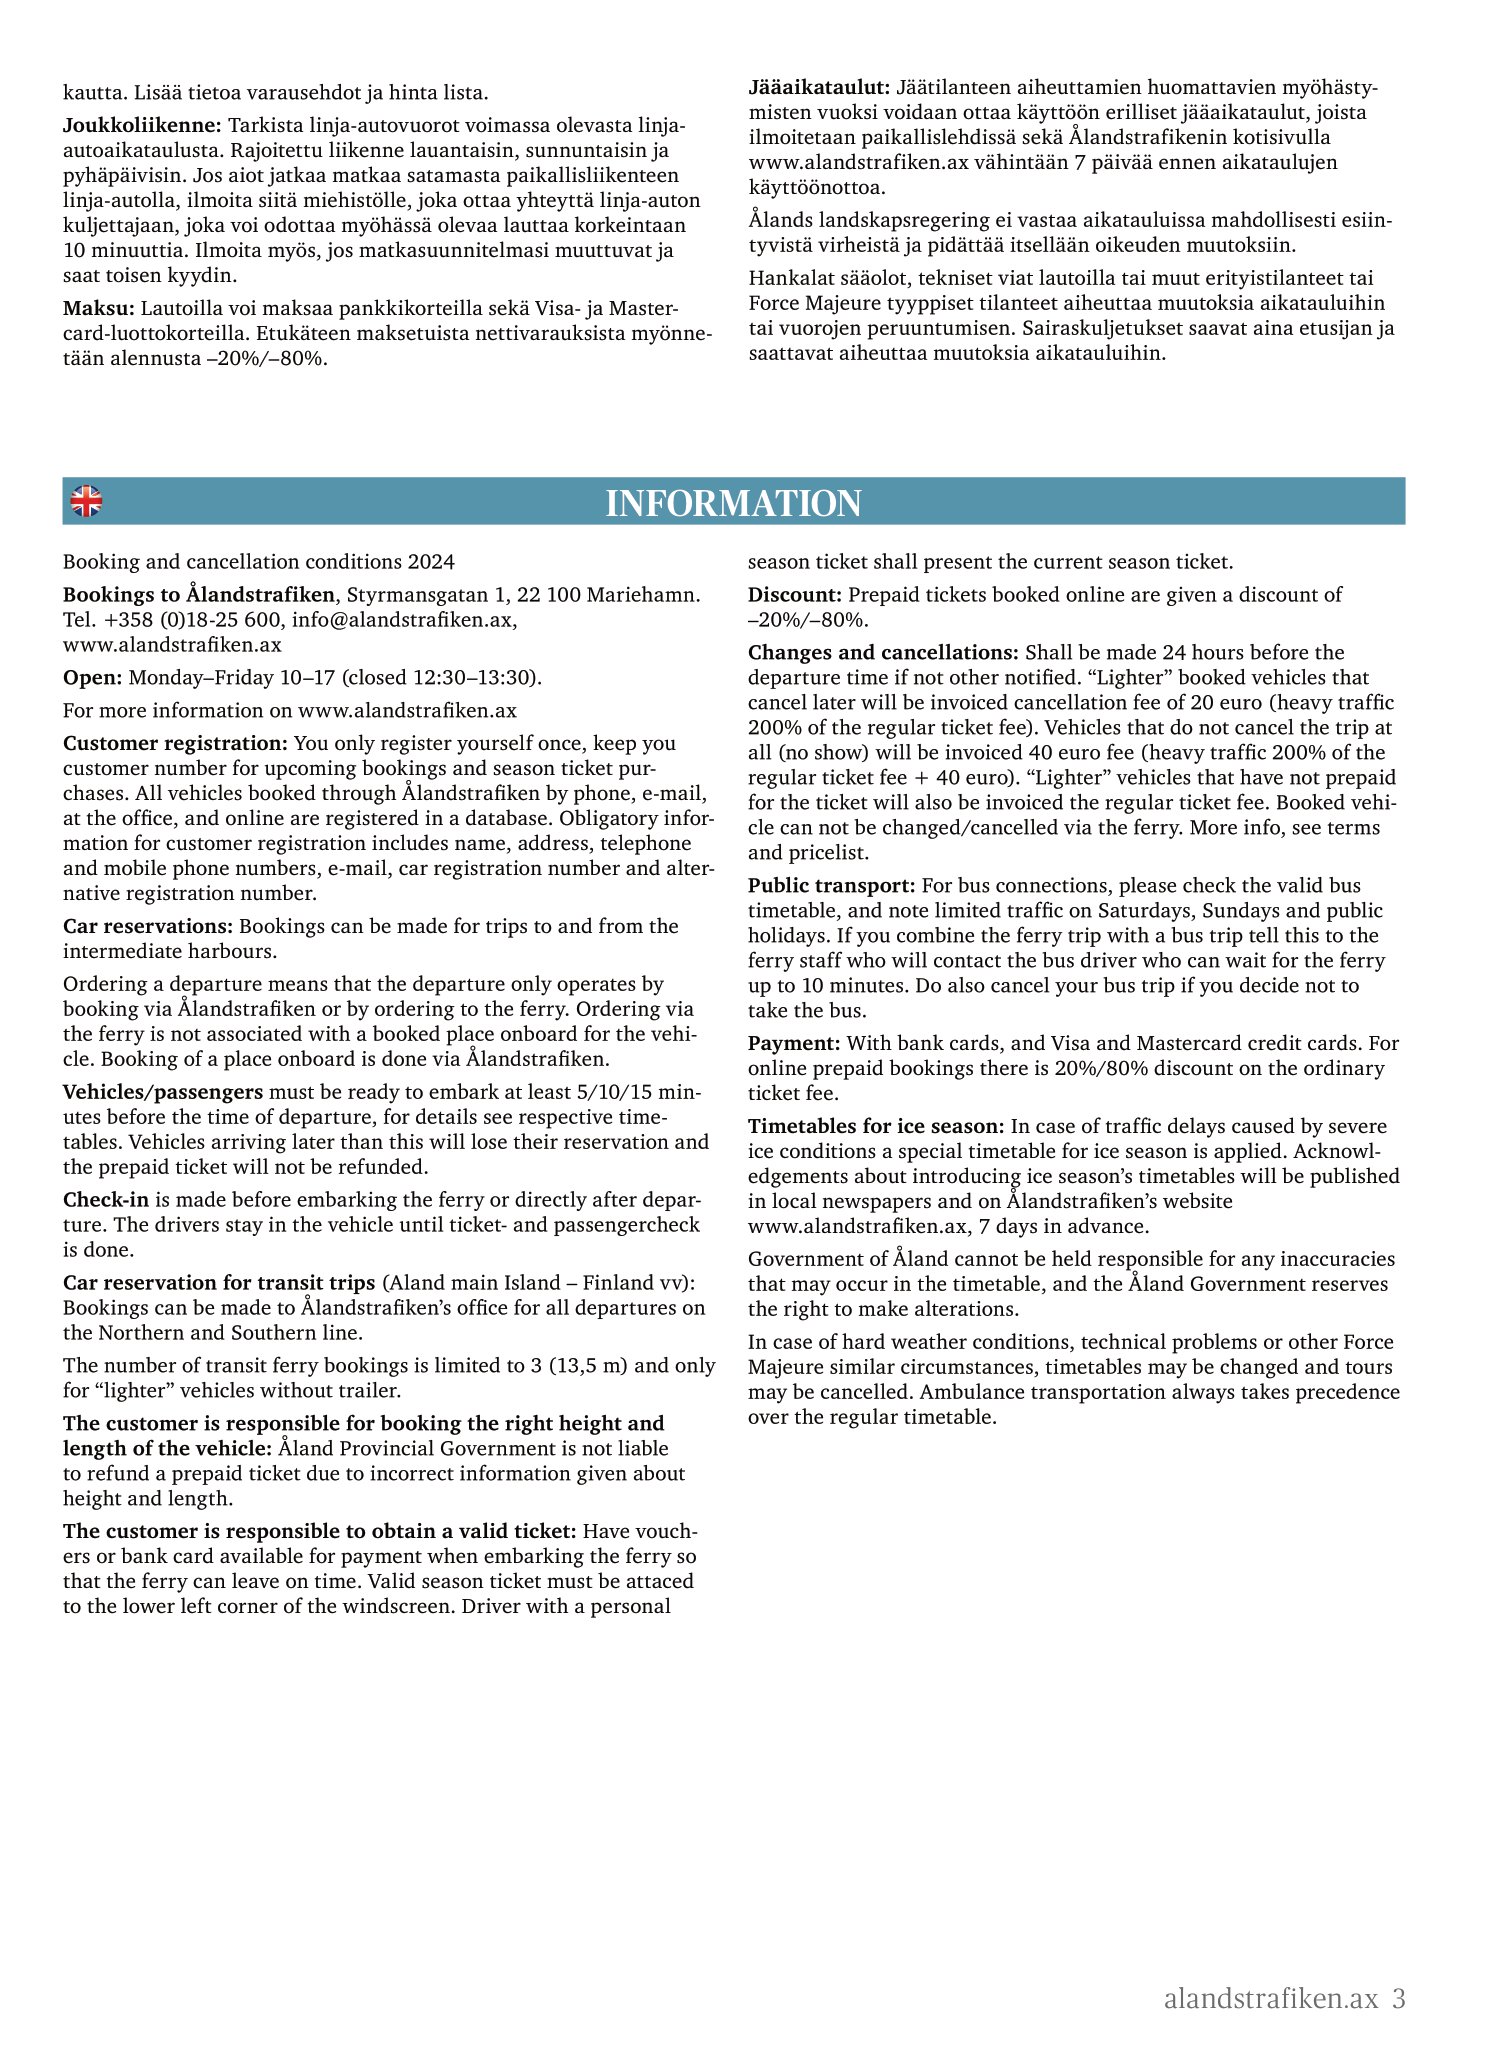 kautta. Lisää tietoa varausehdot ja hinta lista.
Joukkoliikenne: Tarkista linja-autovuorot voimassa olevasta linja-
autoaikataulusta. Rajoitettu liikenne lauantaisin, sunnuntaisin ja
pyhäpäivisin. Jos aiot jatkaa matkaa satamasta paikallisliikenteen
linja-autolla, ilmoita siitä miehistölle, joka ottaa yhteyttä linja-auton
kuljettajaan, joka voi odottaa myöhässä olevaa lauttaa korkeintaan
10 minuuttia. Ilmoita myös, jos matkasuunnitelmasi muuttuvat ja
saat toisen kyydin.
Maksu: Lautoilla voi maksaa pankkikorteilla sekä Visa- ja Master-
card-luottokorteilla. Etukäteen maksetuista nettivarauksista myönne-
tään alennusta –20%/–80%.
Jääaikataulut: Jäätilanteen aiheuttamien huomattavien myöhästy-
misten vuoksi voidaan ottaa käyttöön erilliset jääaikataulut, joista
ilmoitetaan paikallislehdissä sekä Ålandstrafikenin kotisivulla
www.alandstrafiken.ax vähintään 7 päivää ennen aikataulujen
käyttöönottoa.
Ålands landskapsregering ei vastaa aikatauluissa mahdollisesti esiin-
tyvistä virheistä ja pidättää itsellään oikeuden muutoksiin.
Hankalat sääolot, tekniset viat lautoilla tai muut erityistilanteet tai
Force Majeure tyyppiset tilanteet aiheuttaa muutoksia aikatauluihin
tai vuorojen peruuntumisen. Sairaskuljetukset saavat aina etusijan ja
saattavat aiheuttaa muutoksia aikatauluihin.
INFORMATION
Booking and cancellation conditions 2024
Bookings to Ålandstrafiken, Styrmansgatan 1, 22 100 Mariehamn.
Tel. +358 (0)18-25 600, info@alandstrafiken.ax,
www.alandstrafiken.ax
Open: Monday–Friday 10–17 (closed 12:30–13:30).
For more information on www.alandstrafiken.ax
Customer registration: You only register yourself once, keep you
customer number for upcoming bookings and season ticket pur-
chases. All vehicles booked through Ålandstrafiken by phone, e-mail,
at the office, and online are registered in a database. Obligatory infor-
mation for customer registration includes name, address, telephone
and mobile phone numbers, e-mail, car registration number and alter-
native registration number.
Car reservations: Bookings can be made for trips to and from the
intermediate harbours.
Ordering a departure means that the departure only operates by
booking via Ålandstrafiken or by ordering to the ferry. Ordering via
the ferry is not associated with a booked place onboard for the vehi-
cle. Booking of a place onboard is done via Ålandstrafiken.
Vehicles/passengers must be ready to embark at least 5/10/15 min-
utes before the time of departure, for details see respective time-
tables. Vehicles arriving later than this will lose their reservation and
the prepaid ticket will not be refunded.
Check-in is made before embarking the ferry or directly after depar-
ture. The drivers stay in the vehicle until ticket- and passengercheck
is done.
Car reservation for transit trips (Aland main Island – Finland vv):
Bookings can be made to Ålandstrafiken’s office for all departures on
the Northern and Southern line.
The number of transit ferry bookings is limited to 3 (13,5 m) and only
for “lighter” vehicles without trailer.
The customer is responsible for booking the right height and
length of the vehicle: Åland Provincial Government is not liable
to refund a prepaid ticket due to incorrect information given about
height and length.
The customer is responsible to obtain a valid ticket: Have vouch-
ers or bank card available for payment when embarking the ferry so
that the ferry can leave on time. Valid season ticket must be attaced
to the lower left corner of the windscreen. Driver with a personal
season ticket shall present the current season ticket.
Discount: Prepaid tickets booked online are given a discount of
–20%/–80%.
Changes and cancellations: Shall be made 24 hours before the
departure time if not other notified. “Lighter” booked vehicles that
cancel later will be invoiced cancellation fee of 20 euro (heavy traffic
200% of the regular ticket fee). Vehicles that do not cancel the trip at
all (no show) will be invoiced 40 euro fee (heavy traffic 200% of the
regular ticket fee + 40 euro). “Lighter” vehicles that have not prepaid
for the ticket will also be invoiced the regular ticket fee. Booked vehi-
cle can not be changed/cancelled via the ferry. More info, see terms
and pricelist.
Public transport: For bus connections, please check the valid bus
timetable, and note limited traffic on Saturdays, Sundays and public
holidays. If you combine the ferry trip with a bus trip tell this to the
ferry staff who will contact the bus driver who can wait for the ferry
up to 10 minutes. Do also cancel your bus trip if you decide not to
take the bus.
Payment: With bank cards, and Visa and Mastercard credit cards. For
online prepaid bookings there is 20%/80% discount on the ordinary
ticket fee.
Timetables for ice season: In case of traffic delays caused by severe
ice conditions a special timetable for ice season is applied. Acknowl-
edgements about introducing ice season’s timetables will be published
in local newspapers and on Ålandstrafiken’s website
www.alandstrafiken.ax, 7 days in advance.
Government of Åland cannot be held responsible for any inaccuracies
that may occur in the timetable, and the Åland Government reserves
the right to make alterations.
In case of hard weather conditions, technical problems or other Force
Majeure similar circumstances, timetables may be changed and tours
may be cancelled. Ambulance transportation always takes precedence
over the regular timetable.
alandstrafiken.ax 3